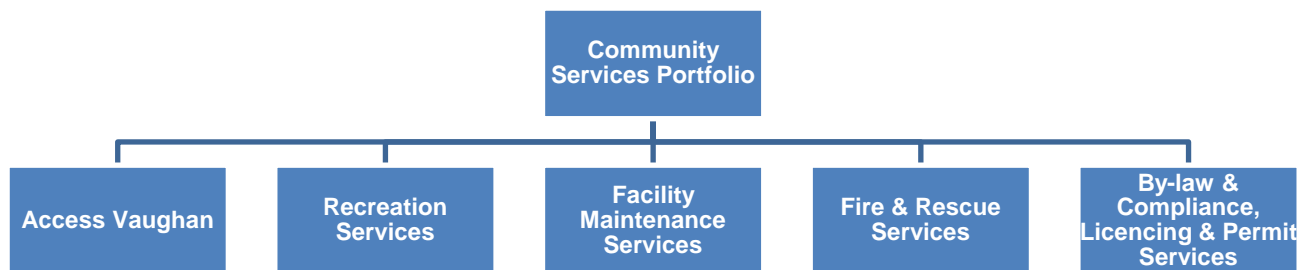 Community
Services Portfolio
Access Vaughan
Recreation
Services
Facility
Maintenance
Services
Fire & Rescue
Services
By-law &
Compliance,
Licencing & Permit
Services